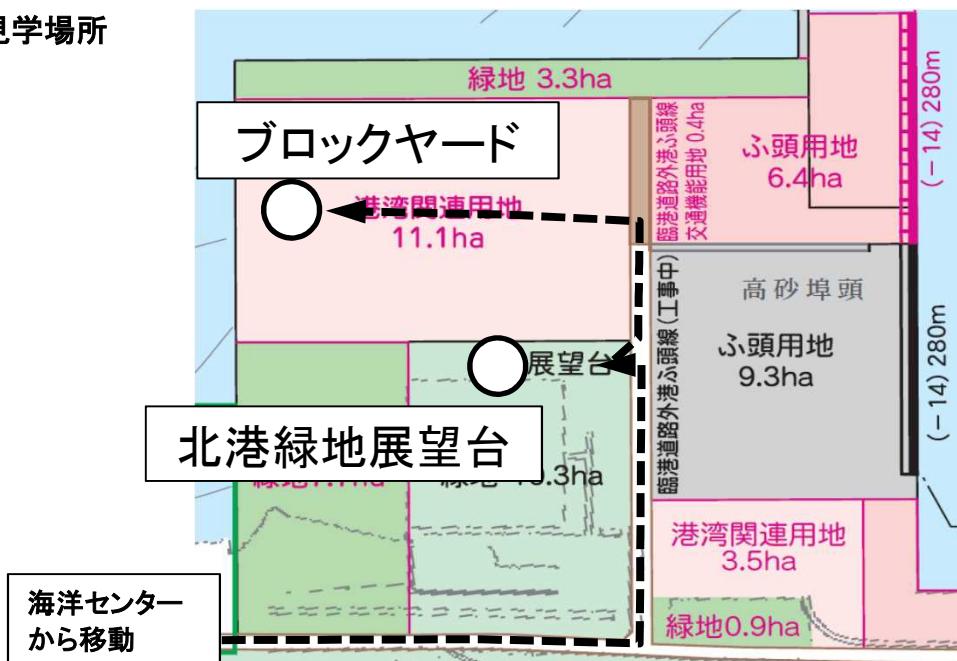 見学場所
緑地 3.3ha
(−14) 280m
ブロックヤード
臨港道路外港ふ頭線
交通機能用地 0.4ha
ふ頭用地
6.4ha
港湾関連用地
11.1ha
臨港道路外港ふ頭線(工事中)
高砂埠頭
ふ頭用地
9.3ha
(−14) 280m
展望台
北港緑地展望台
港湾関連用地
3.5ha
緑地0.9ha
海洋センター
から移動